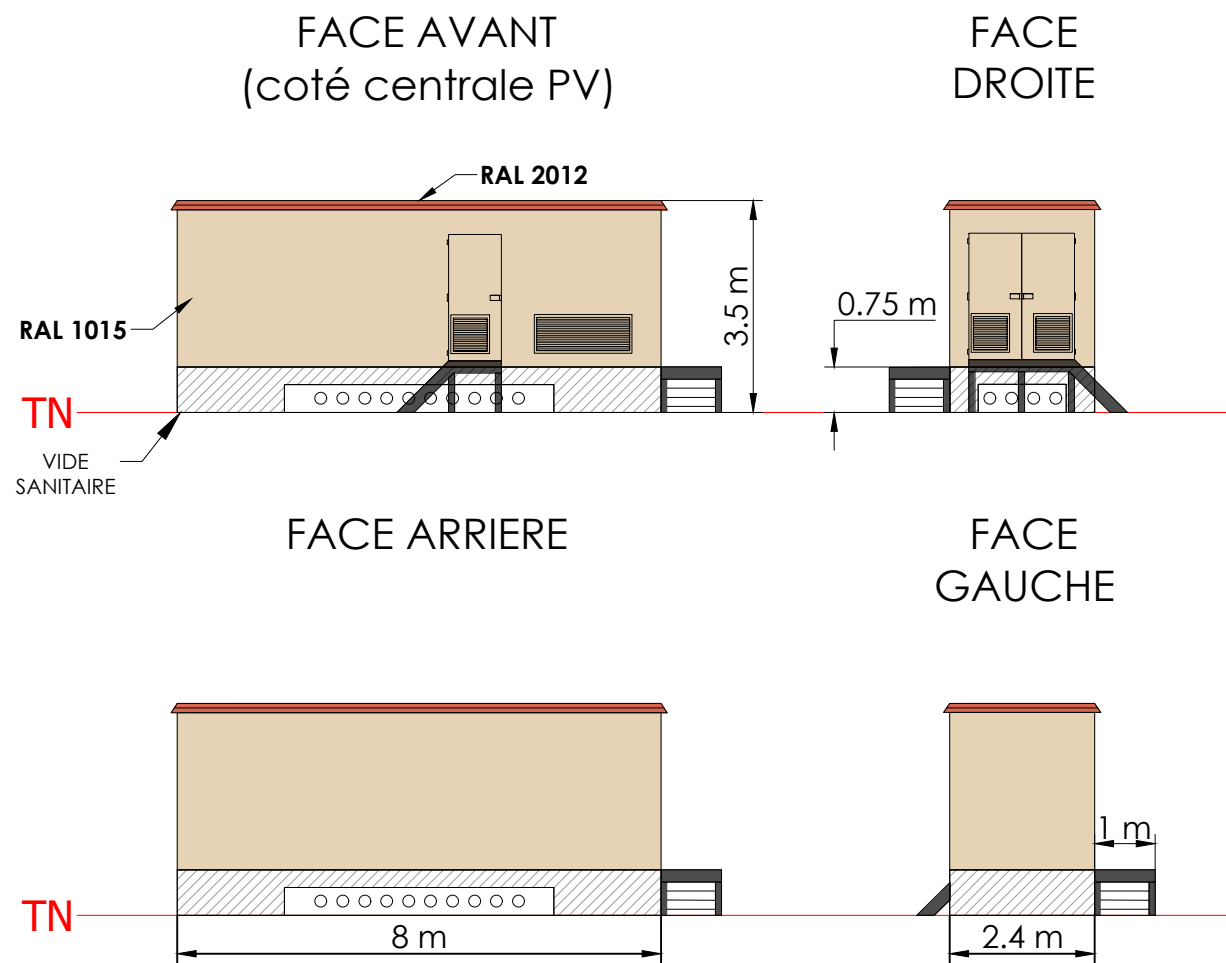 FACE AVANT
(coté centrale PV)
FACE
DROITE
RAL 2012
RAL 1015
3.5 m
0.75 m
TN
VIDE
SANITAIRE
FACE ARRIERE
FACE
GAUCHE
1 m
TN
8 m
2.4 m